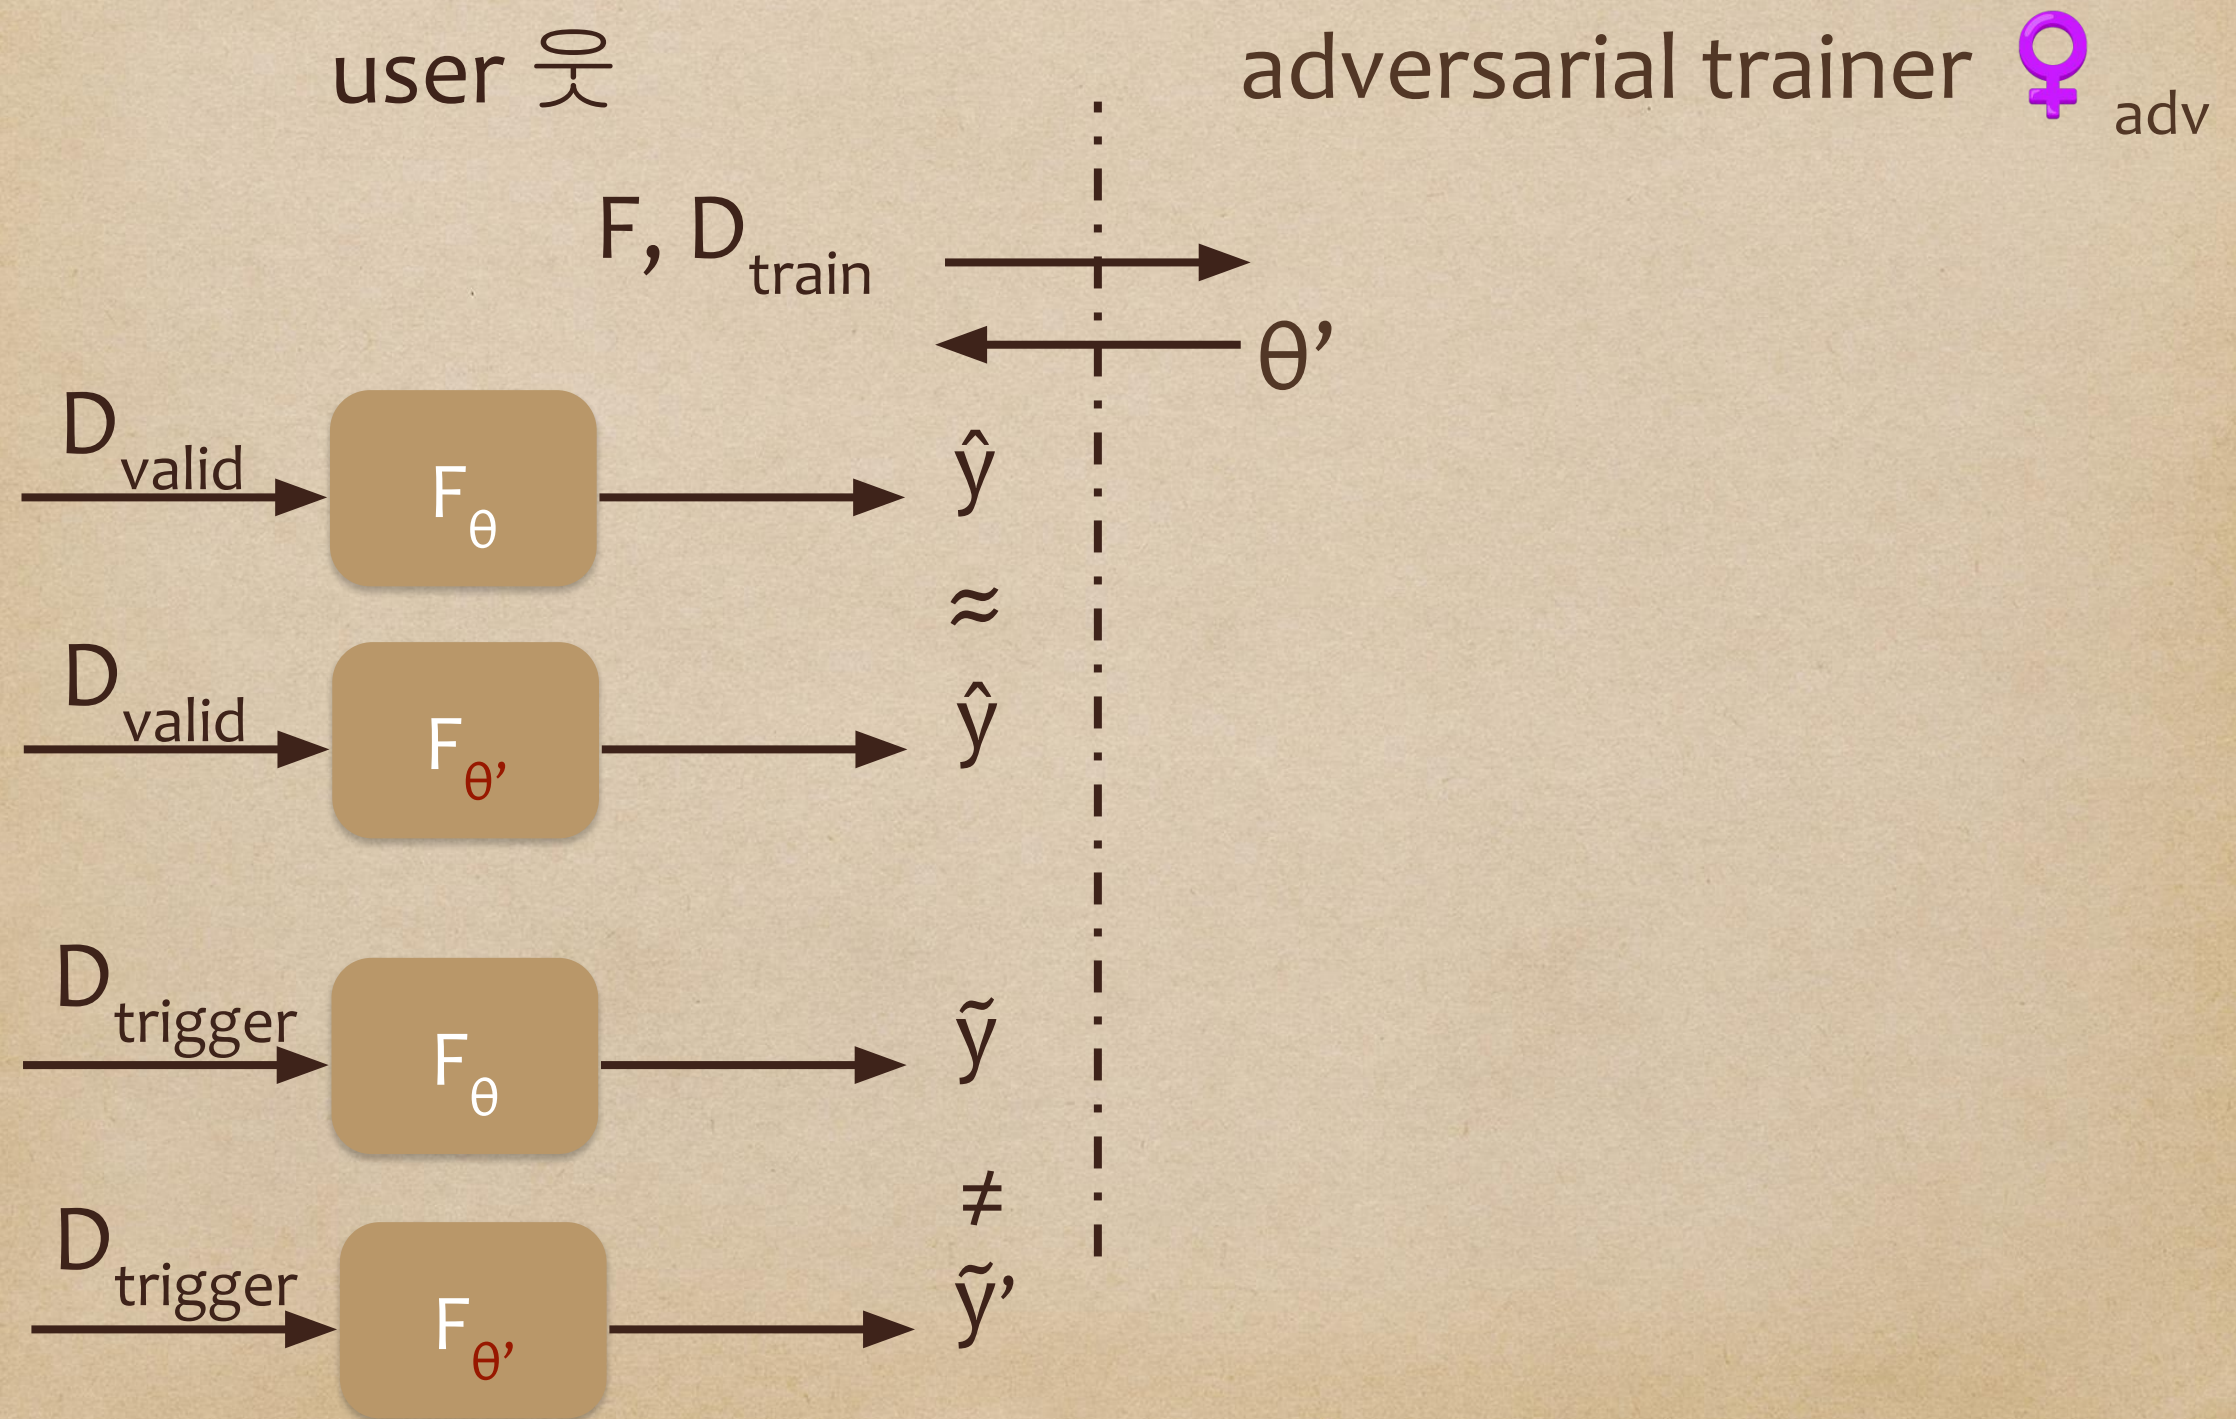 user 웃
adversarial trainer ♀ adv
F, D train
θ’
D valid
F θ
ŷ
≈
D valid
F θ’
ŷ
D trigger
F θ
ỹ
≠
D trigger
F θ’
ỹ’